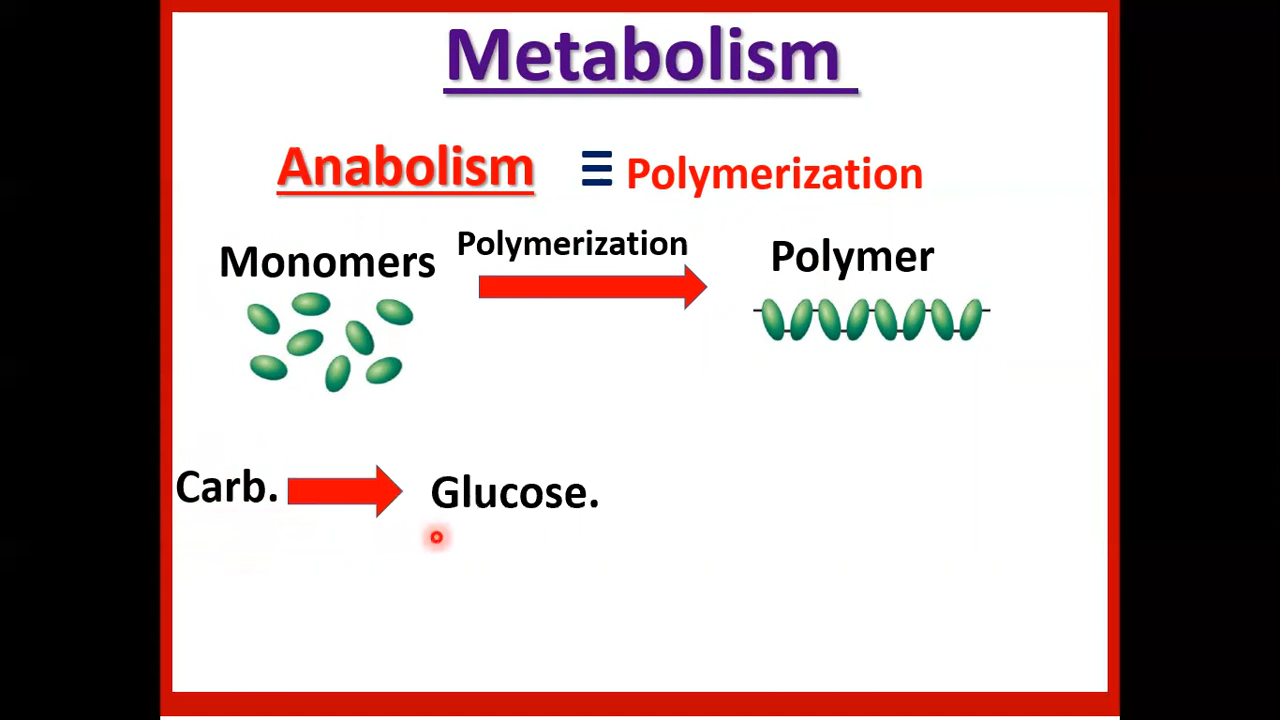 Metabolism
Anabolism ≡ Polymerization
Monomers Polymerization Polymer
Carb. Glucose.